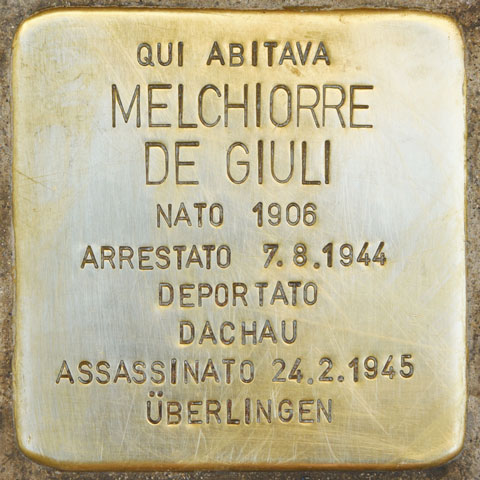 QUI ABITAVA
MELCHIORRE
DE GIULI
NATO 1906
ARRESTATO 7.8.1944
DEPORTATO
DACHAU
ASSASSINATO 24.2.1945
ÜBERLINGEN